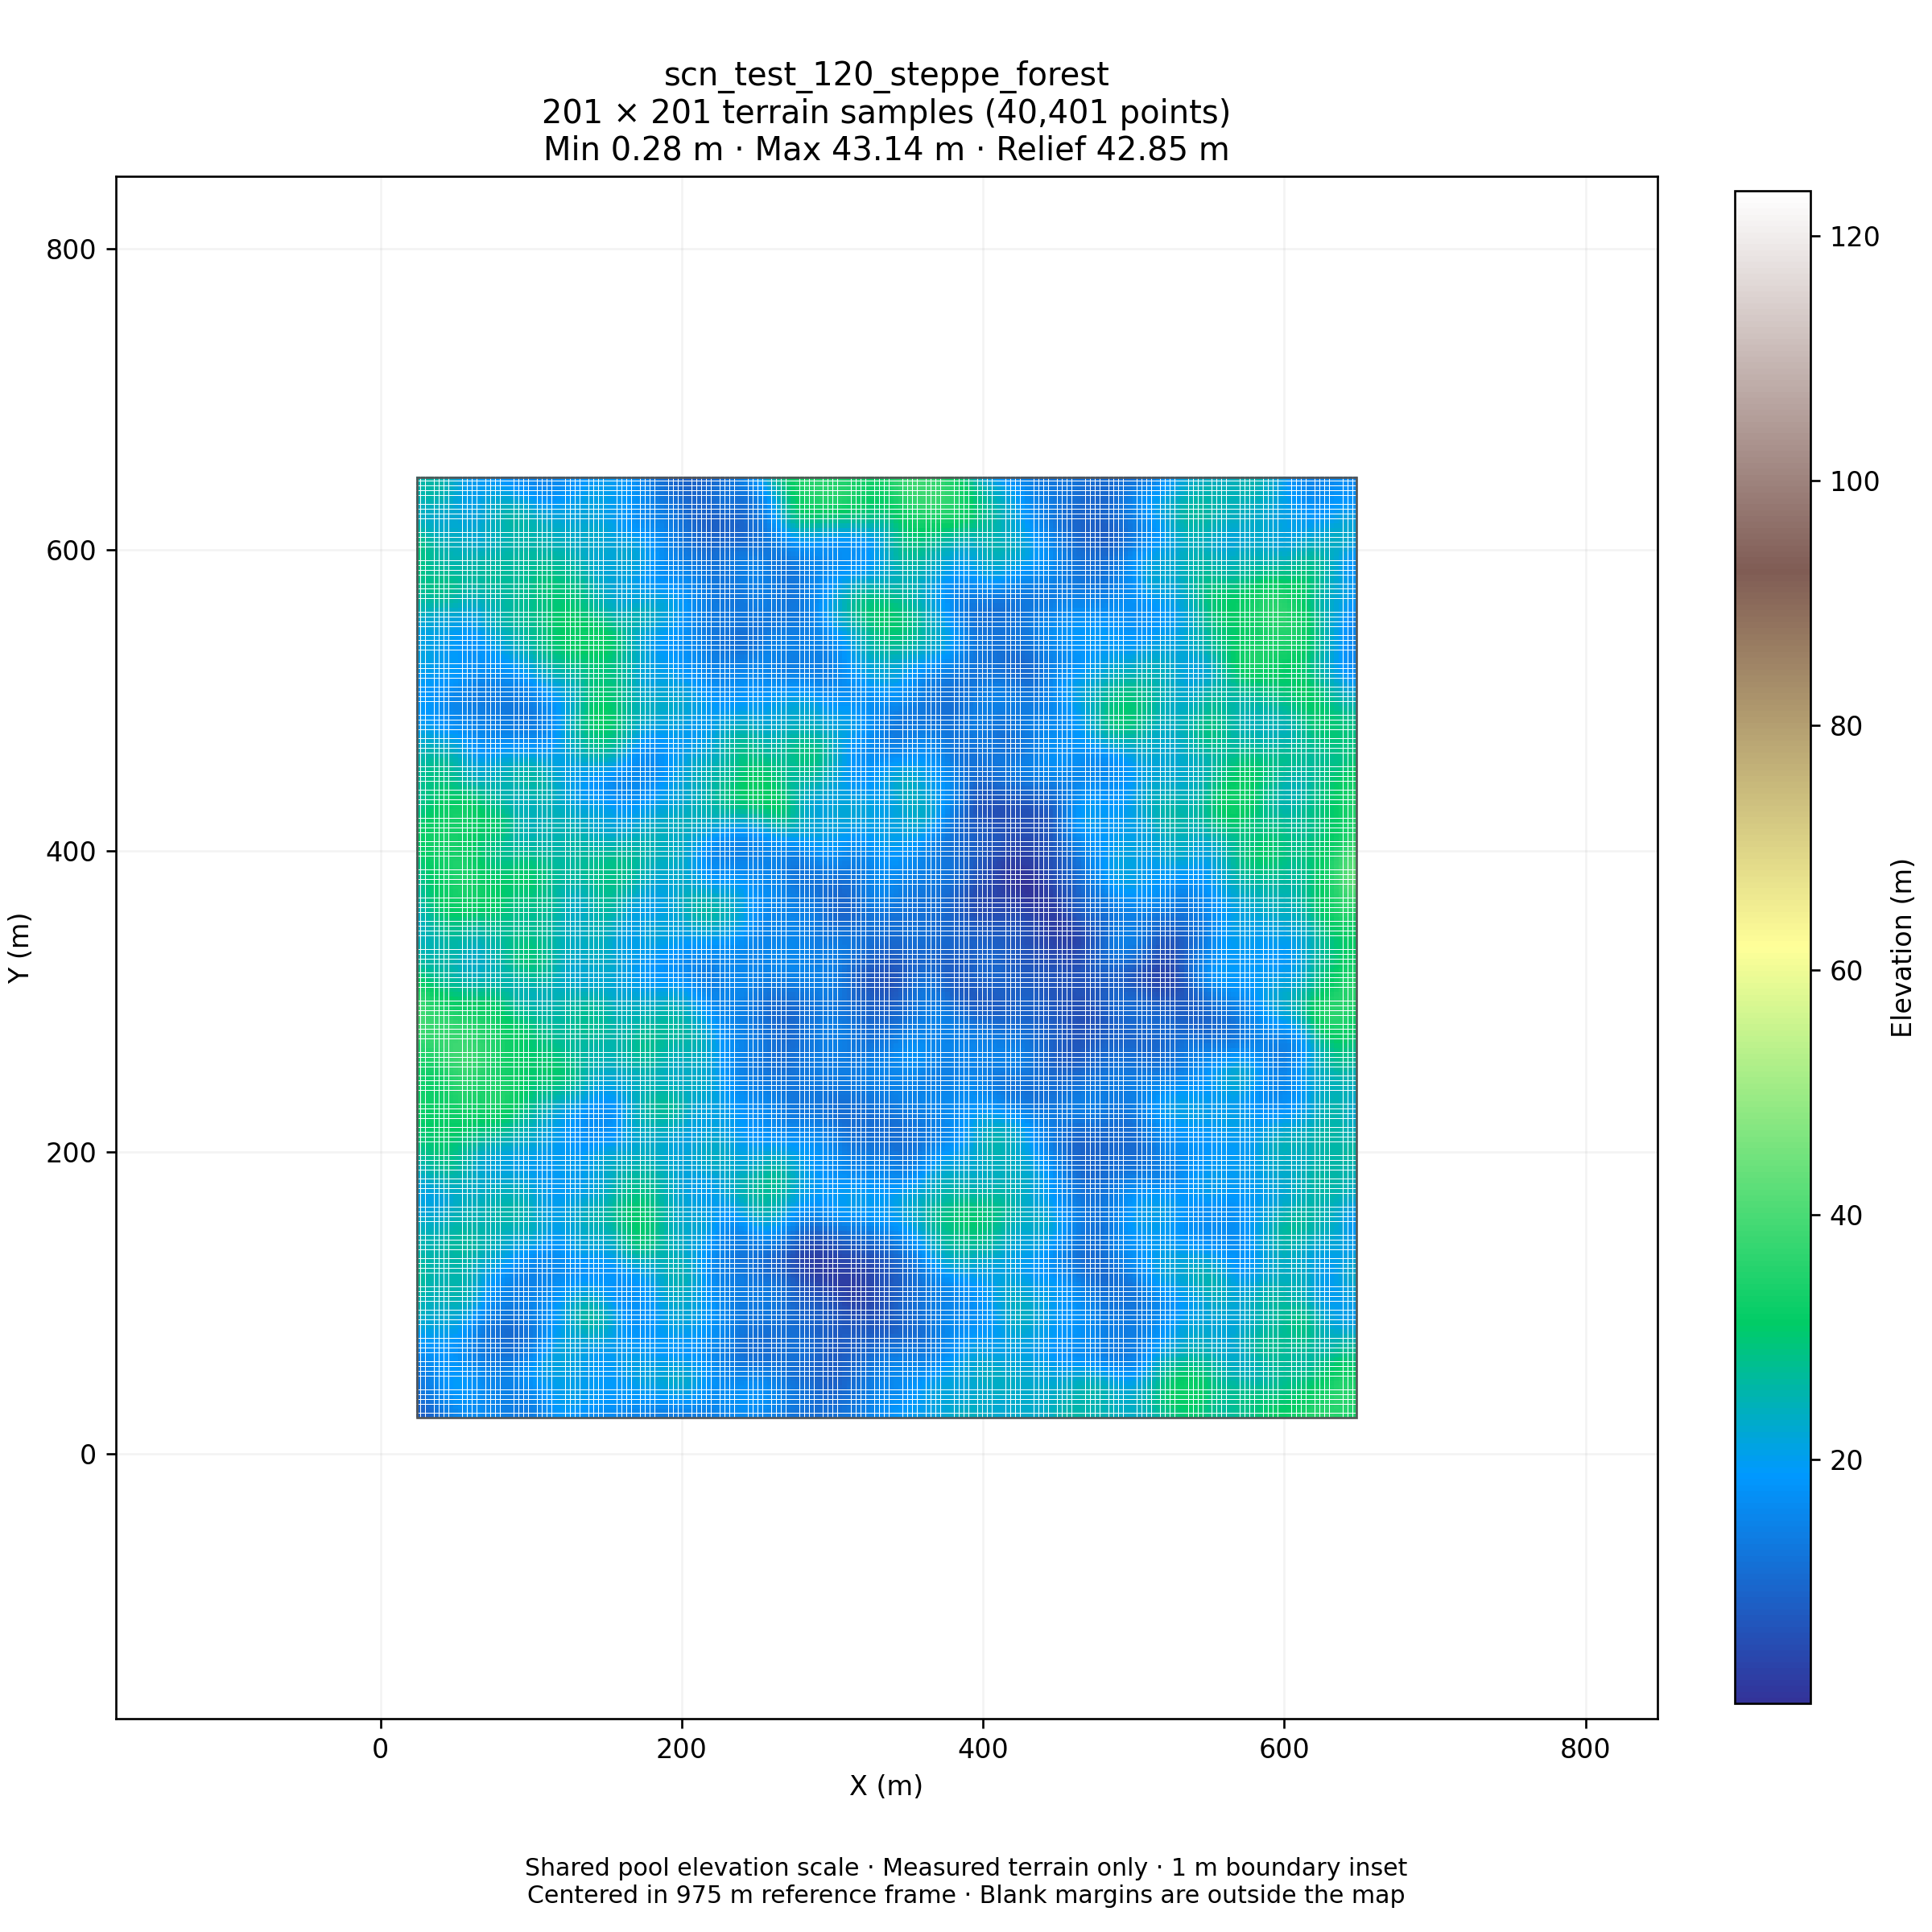 scn_test_120_steppe_forest
201 × 201 terrain samples (40,401 points)
Min 0.28 m · Max 43.14 m · Relief 42.85 m
800
600
400
200
0
Y (m)
0
200
400
600
800
X (m)
120
100
80
60
40
20
Elevation (m)
Shared pool elevation scale · Measured terrain only · 1 m boundary inset
Centered in 975 m reference frame · Blank margins are outside the map